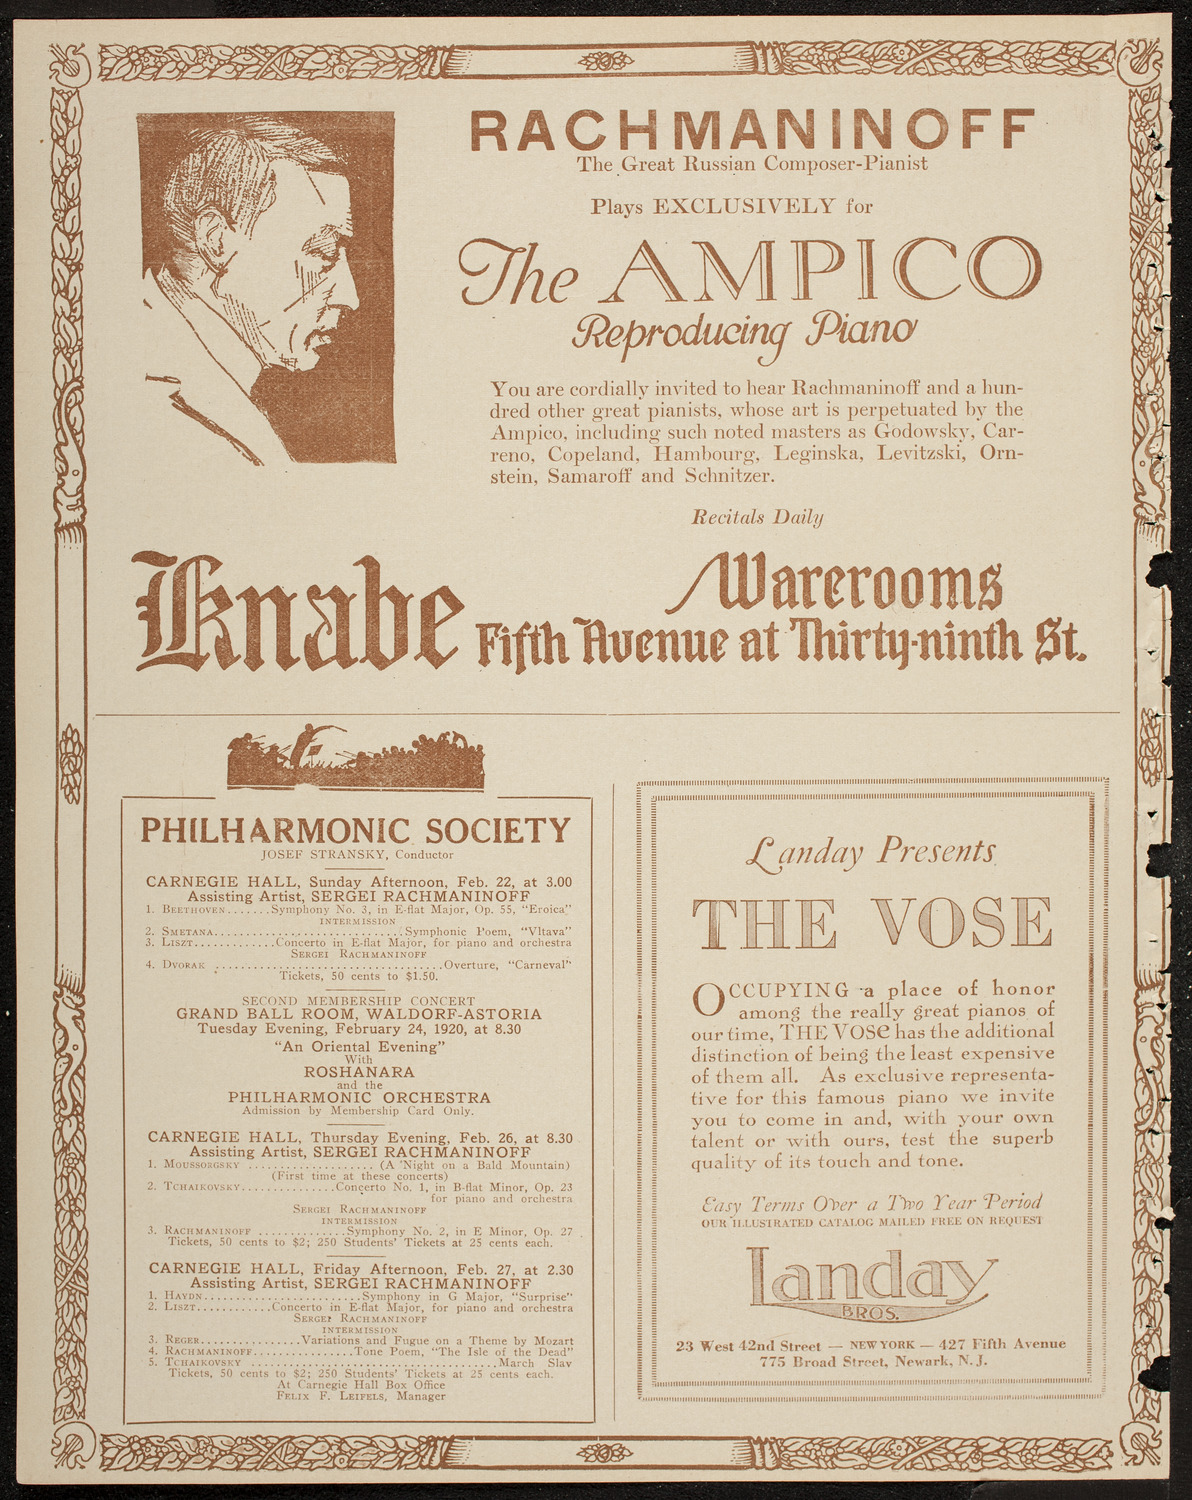 RACHMANINOFF
The Great Russian Composer-Pianist
Plays EXCLUSIVELY for
The AMPICO
Reproducing Piano
You are cordially invited to hear Rachmaninoff and a hun-
dred other great pianists, whose art is perpetuated by the
Ampico, including such noted masters as Godowsky, Car-
reno, Copeland, Hambourg, Leginska, Levitzski, Orn-
stein, Samaroff and Schnitzer.
Recitals Daily
Knabe Warerooms
Fifth Avenue at Thirty-ninth St.
PHILHARMONIC SOCIETY
JOSEF STRANSKY, Conductor
CARNEGIE HALL, Sunday Afternoon, Feb. 22, at 3.00
Assisting Artist, SERGEI RACHMANINOFF
1. BEETHOVEN.......Symphony No. 3, in E-flat Major, Op. 55, "Eroica"
INTERMISSION
2. SMETANA............................Symphonic Poem, "Vltava"
3. LISZT............Concerto in E-flat Major, for piano and orchestra
SERGEI RACHMANINOFF
4. DVORAK ..................................Overture, "Carneval"
Tickets, 50 cents to $1.50.
SECOND MEMBERSHIP CONCERT
GRAND BALL ROOM, WALDORF-ASTORIA
Tuesday Evening, February 24, 1920, at 8.30
"An Oriental Evening"
With
ROSHANARA
and the
PHILHARMONIC ORCHESTRA
Admission by Membership Card Only.
CARNEGIE HALL, Thursday Evening, Feb. 26, at 8.30
Assisting Artist, SERGEI RACHMANINOFF
1. MOUSSORGSKY ................... (A Night on a Bald Mountain)
(First time at these concerts)
2. TCHAIKOVSKY..............Concerto No. 1, in B-flat Minor, Op. 23
for piano and orchestra
SERGEI RACHMANINOFF
INTERMISSION
3. RACHMANINOFF .............Symphony No. 2, in E Minor, Op. 27
Tickets, 50 cents to $2; 250 Students' Tickets at 25 cents each.
CARNEGIE HALL, Friday Afternoon, Feb. 27, at 2.30
Assisting Artist, SERGEI RACHMANINOFF
1. HAYDN........................Symphony in G Major, "Surprise"
2. LISZT...........Concerto in E-flat Major, for piano and orchestra
SERGEI RACHMANINOFF
INTERMISSION
3. REGER...............Variations and Fugue on a Theme by Mozart
4. RACHMANINOFF...............Tone Poem, "The Isle of the Dead"
5. TCHAIKOVSKY .....................................March Slav
Tickets, 50 cents to $2; 250 Students' Tickets at 25 cents each.
At Carnegie Hall Box Office
FELIX F. LEIFELS, Manager
Landay Presents
THE VOSE
OCCUPYING a place of honor
among the really great pianos of
our time, THE VOSE has the additional
distinction of being the least expensive
of them all. As exclusive representa-
tive for this famous piano we invite
you to come in and, with your own
talent or with ours, test the superb
quality of its touch and tone.
Easy Terms Over a Two Year Period
OUR ILLUSTRATED CATALOG MAILED FREE ON REQUEST
Landay
BROS.
23 West 42nd Street — NEW YORK — 427 Fifth Avenue
775 Broad Street, Newark, N. J.